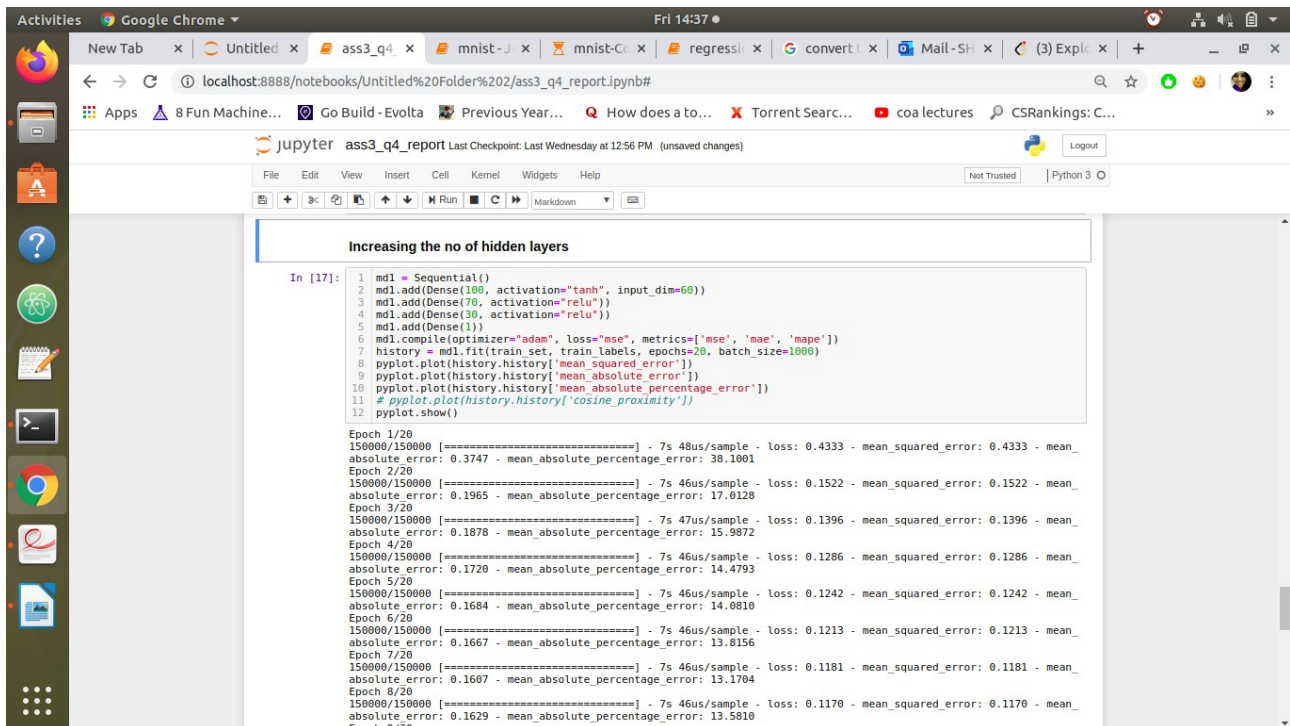 Activities
Google Chrome
Fri 14:37
New Tab
Untitled
ass3_q4_
mnist - J
mnist-Co
regressio
convert b
Mail - SH
(3) Explo
localhost:8888/notebooks/Untitled%20Folder%202/ass3_q4_report.ipynb#
Apps
8 Fun Machine...
Go Build - Evolta
Previous Year...
How does a to...
Torrent Searc...
coa lectures
CSRankings: C...
»
jupyter ass3_q4_report Last Checkpoint: Last Wednesday at 12:56 PM (unsaved changes)
Logout
File Edit View Insert Cell Kernel Widgets Help
Not Trusted
Python 3
Run
Markdown
Increasing the no of hidden layers
In [17]:
1 md1 = Sequential()
2 md1.add(Dense(100, activation="tanh", input_dim=60))
3 md1.add(Dense(70, activation="relu"))
4 md1.add(Dense(30, activation="relu"))
5 md1.add(Dense(1))
6 md1.compile(optimizer="adam", loss="mse", metrics=['mse', 'mae', 'mape'])
7 history = md1.fit(train_set, train_labels, epochs=20, batch_size=1000)
8 pyplot.plot(history.history['mean_squared_error'])
9 pyplot.plot(history.history['mean_absolute_error'])
10 pyplot.plot(history.history['mean_absolute_percentage_error'])
11 # pyplot.plot(history.history['cosine_proximity'])
12 pyplot.show()
Epoch 1/20
150000/150000 [==============================] - 7s 48us/sample - loss: 0.4333 - mean_squared_error: 0.4333 - mean_
absolute_error: 0.3747 - mean_absolute_percentage_error: 38.1001
Epoch 2/20
150000/150000 [==============================] - 7s 46us/sample - loss: 0.1522 - mean_squared_error: 0.1522 - mean_
absolute_error: 0.1965 - mean_absolute_percentage_error: 17.0128
Epoch 3/20
150000/150000 [==============================] - 7s 47us/sample - loss: 0.1396 - mean_squared_error: 0.1396 - mean_
absolute_error: 0.1878 - mean_absolute_percentage_error: 15.9872
Epoch 4/20
150000/150000 [==============================] - 7s 46us/sample - loss: 0.1286 - mean_squared_error: 0.1286 - mean_
absolute_error: 0.1720 - mean_absolute_percentage_error: 14.4793
Epoch 5/20
150000/150000 [==============================] - 7s 46us/sample - loss: 0.1242 - mean_squared_error: 0.1242 - mean_
absolute_error: 0.1684 - mean_absolute_percentage_error: 14.0810
Epoch 6/20
150000/150000 [==============================] - 7s 46us/sample - loss: 0.1213 - mean_squared_error: 0.1213 - mean_
absolute_error: 0.1667 - mean_absolute_percentage_error: 13.8156
Epoch 7/20
150000/150000 [==============================] - 7s 46us/sample - loss: 0.1181 - mean_squared_error: 0.1181 - mean_
absolute_error: 0.1607 - mean_absolute_percentage_error: 13.1704
Epoch 8/20
150000/150000 [==============================] - 7s 46us/sample - loss: 0.1170 - mean_squared_error: 0.1170 - mean_
absolute_error: 0.1629 - mean_absolute_percentage_error: 13.5810